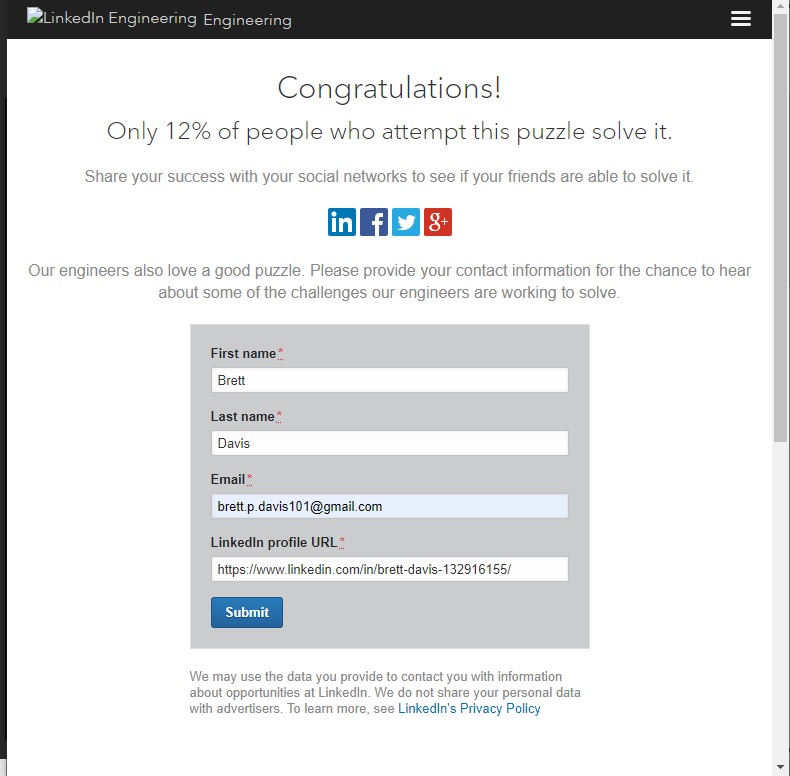 LinkedIn Engineering Engineering
Congratulations!
Only 12% of people who attempt this puzzle solve it.
Share your success with your social networks to see if your friends are able to solve it.
in f g+
Our engineers also love a good puzzle. Please provide your contact information for the chance to hear
about some of the challenges our engineers are working to solve.
First name*
Brett
Last name*
Davis
Email*
brett.p.davis101@gmail.com
LinkedIn profile URL*
https://www.linkedin.com/in/brett-davis-132916155/
Submit
We may use the data you provide to contact you with information
about opportunities at LinkedIn. We do not share your personal data
with advertisers. To learn more, see LinkedIn's Privacy Policy